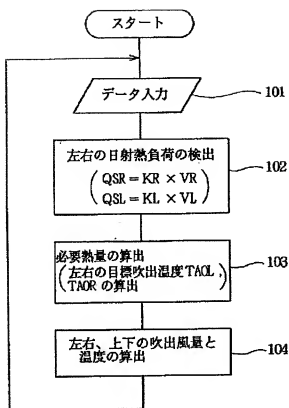 スタート
データ入力
101
左右の日射熱負荷の検出
QSR = KR × VR
QSL = KL × VL
102
必要熱量の算出
(左右の目標吹出温度TAOL,
TAOR の算出)
103
左右、上下の吹出風量と
温度の算出
104